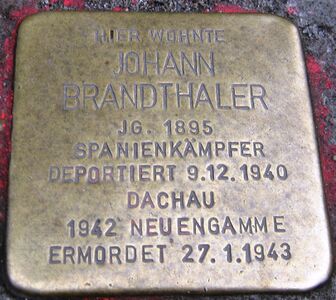 HIER WOHNTE
JOHANN
BRANDTHALER
JG. 1895
SPANIENKÄMPFER
DEPORTIERT 9.12.1940
DACHAU
1942 NEUENGAMME
ERMORDET 27.1.1943